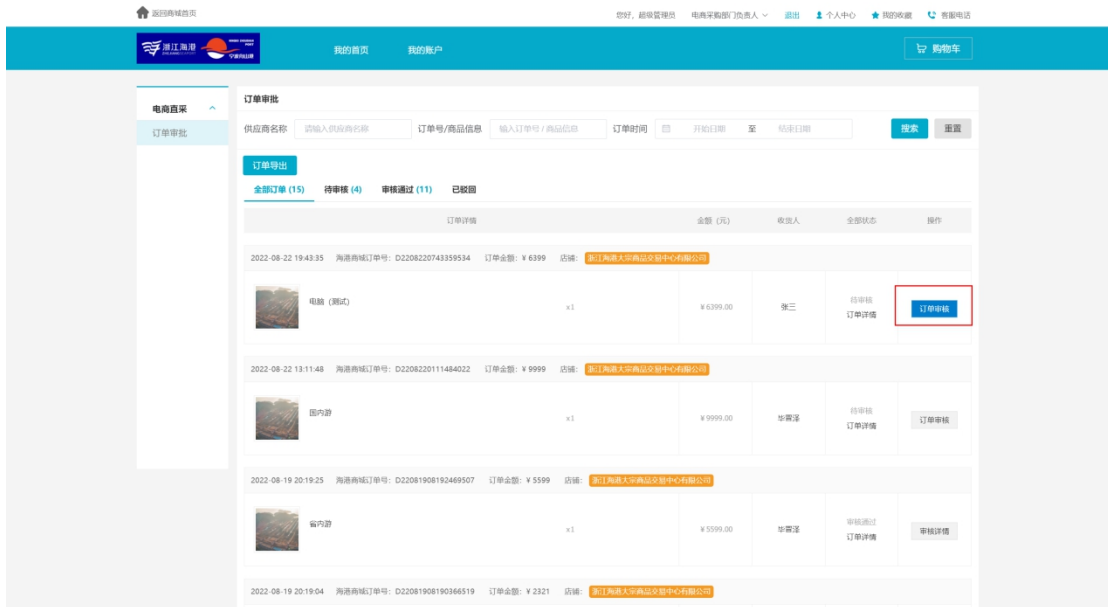 返回商城首页
您好，超级管理员 电商采购部门负责人 退出 个人中心 我的收藏 客服电话
浙江海港
宁波舟山港
我的首页 我的账户 购物车
电商直采
订单审批
订单审批
供应商名称 请输入供应商名称 订单号/商品信息 输入订单号 / 商品信息 订单时间 开始日期 至 结束日期 搜索 重置
订单导出
全部订单 (15) 待审核 (4) 审核通过 (11) 已驳回
订单详情 金额（元） 收货人 全部状态 操作
2022-08-22 19:43:35 海港商城订单号：D2208220743359534 订单金额：¥ 6399 店铺：浙江海港大宗商品交易中心有限公司
电脑（测试） x1 ¥ 6399.00 张三 待审核 订单审核
订单详情
2022-08-22 13:11:48 海港商城订单号：D2208220111484022 订单金额：¥ 9999 店铺：浙江海港大宗商品交易中心有限公司
国内游 x1 ¥ 9999.00 待审核 订单审核
订单详情
2022-08-19 20:19:25 海港商城订单号：D22081908192469507 订单金额：¥ 5599 店铺：浙江海港大宗商品交易中心有限公司
省内游 x1 ¥ 5599.00 审核通过 审核详情
订单详情
2022-08-19 20:19:04 海港商城订单号：D22081908190366519 订单金额：¥ 2321 店铺：浙江海港大宗商品交易中心有限公司